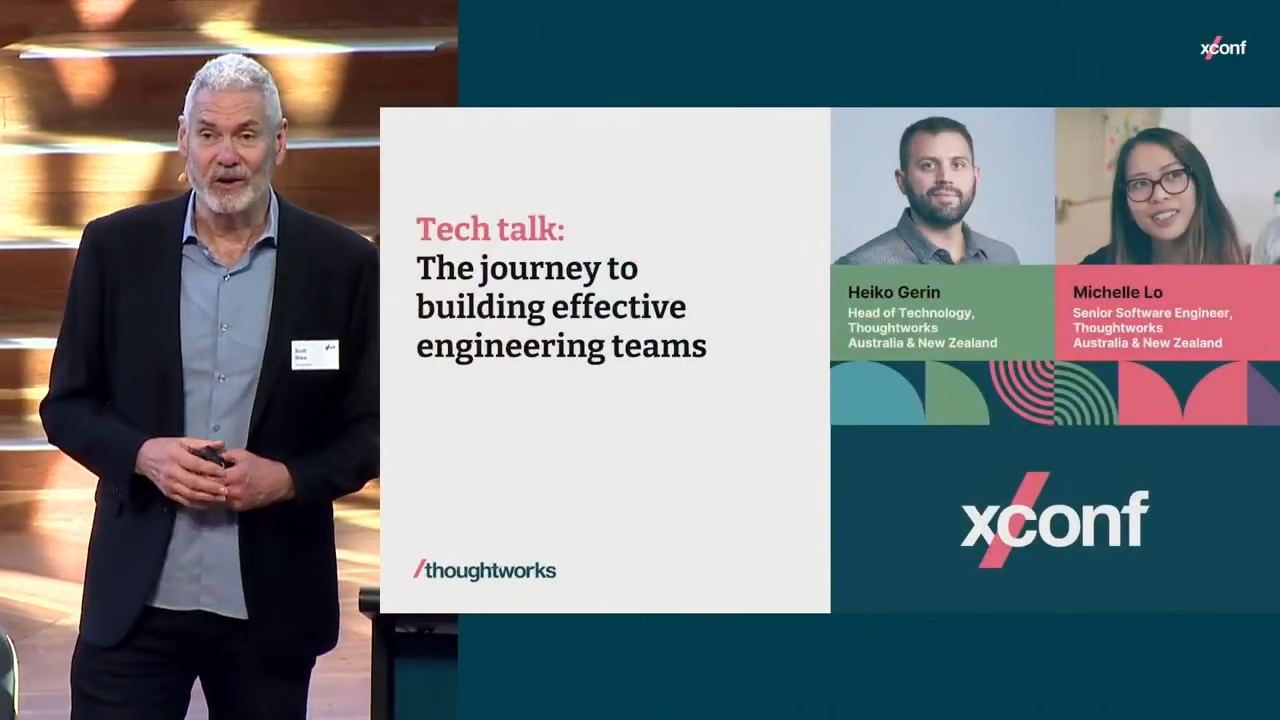 xconf
Tech talk:
The journey to
building effective
engineering teams
/thoughtworks
Heiko Gerin
Head of Technology,
Thoughtworks
Australia & New Zealand
Michelle Lo
Senior Software Engineer,
Thoughtworks
Australia & New Zealand
xconf
Scott